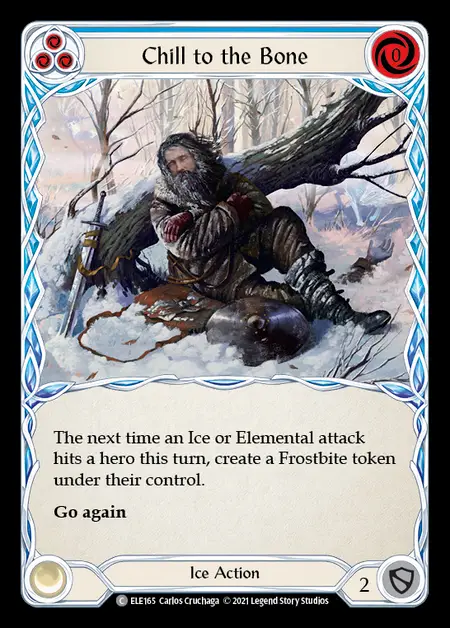 Chill to the Bone
0
The next time an Ice or Elemental attack
hits a hero this turn, create a Frostbite token
under their control.
Go again
Ice Action
2
C ELE165 Carlos Cruchaga © 2021 Legend Story Studios